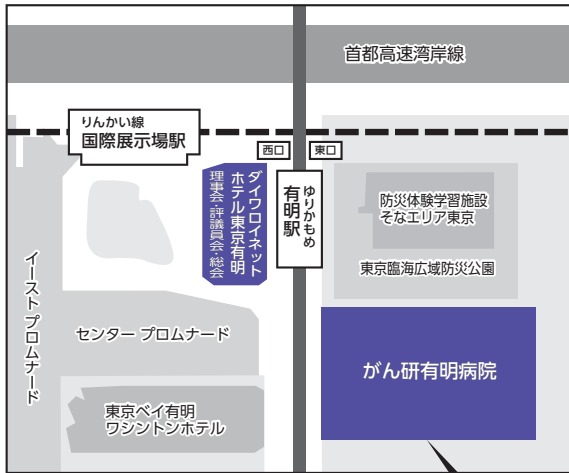 首都高速湾岸線
りんかい線
国際展示場駅
西口
東口
ダイワロイネット
ホテル東京有明
理事会・評議員会・総会
ゆりかもめ
有明駅
防災体験学習施設
そなエリア東京
東京臨海広域防災公園
イースト プロムナード
センター プロムナード
がん研有明病院
東京ベイ有明
ワシントンホテル